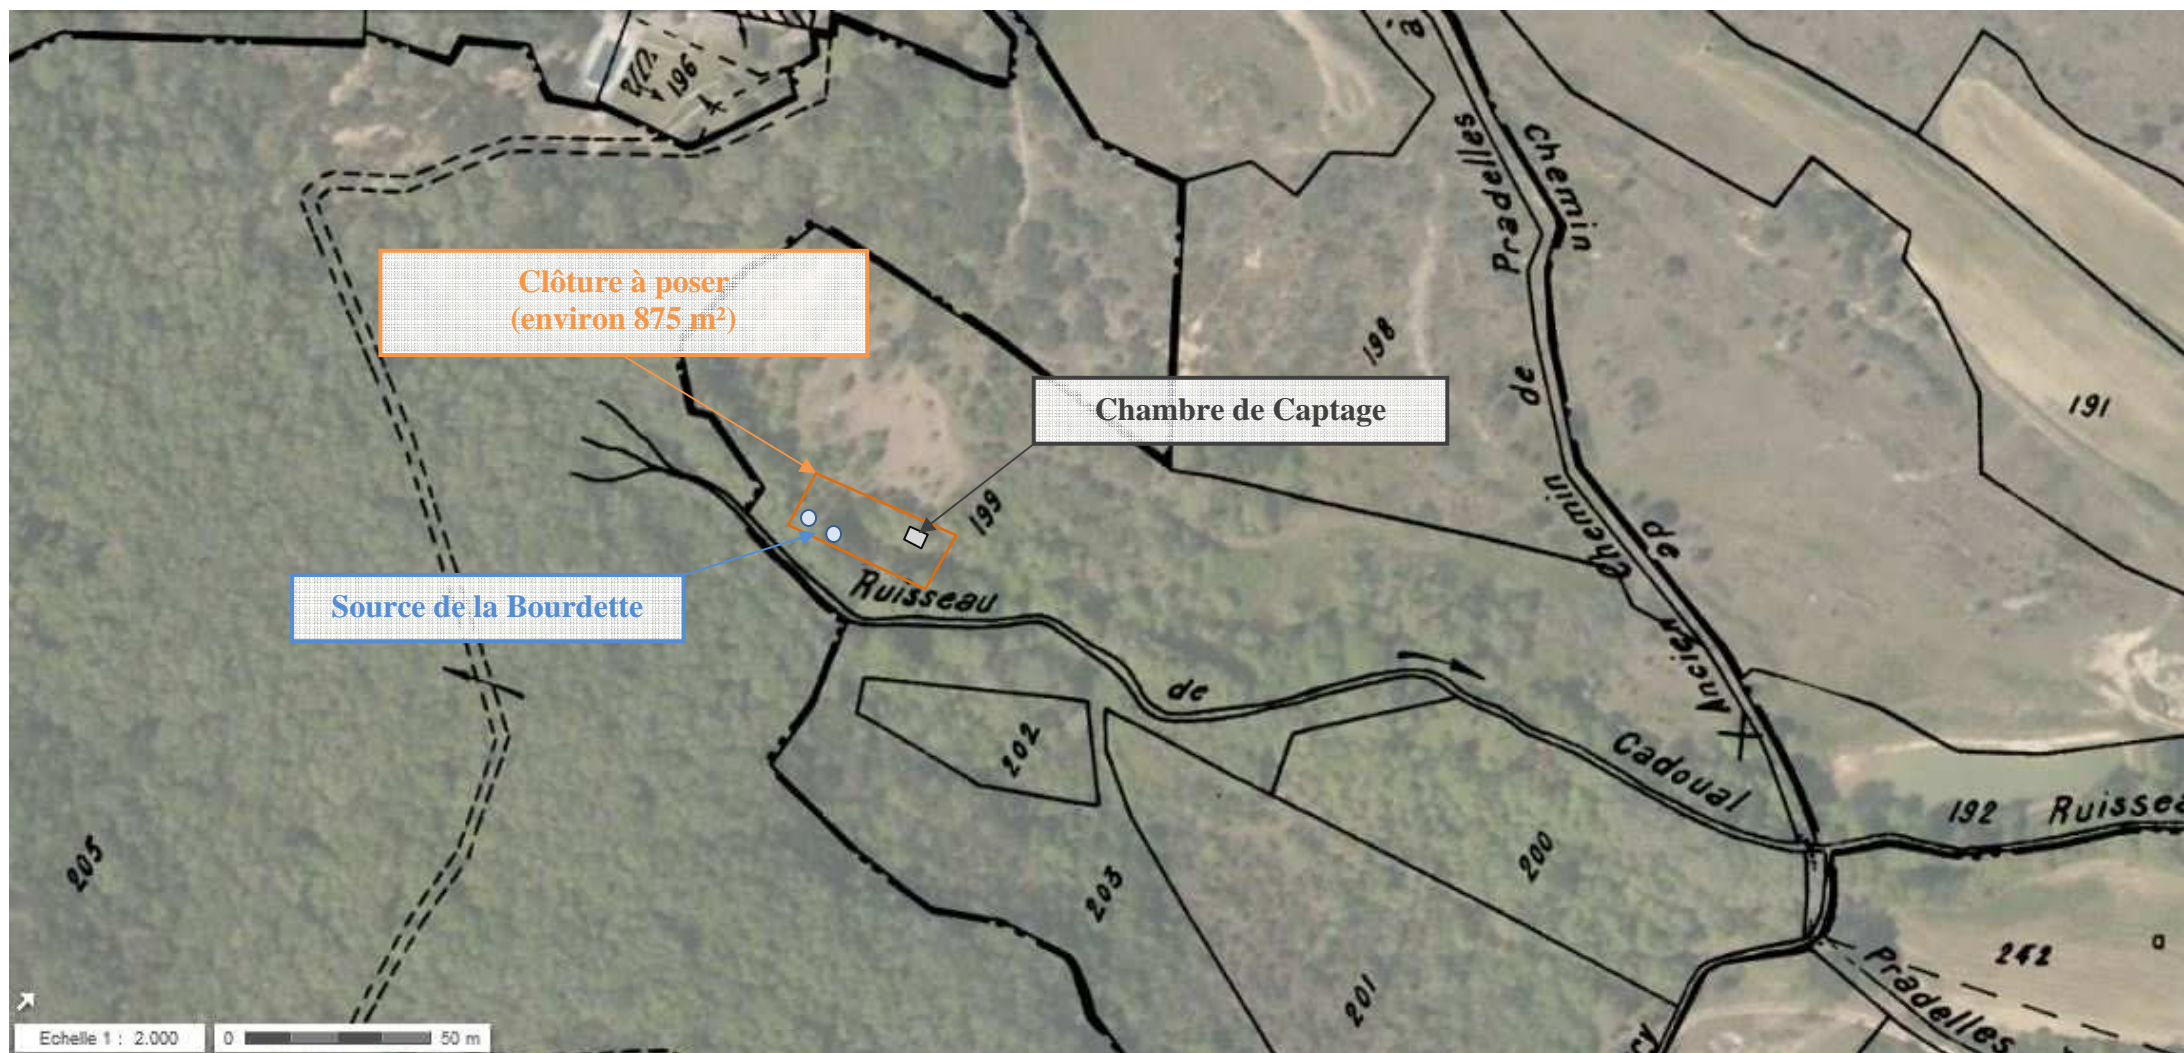 196
à
Chemin
Pradelles
Clôture à poser
(environ 875 m²)
198
de
191
Chambre de Captage
199
Chemin
de
Source de la Bourdette
Ruisseau
Ancien
de
202
Cadoual
192 Ruissea
205
203
200
201
242 a
Pradelles
cy
Echelle 1 : 2.000
0 50 m